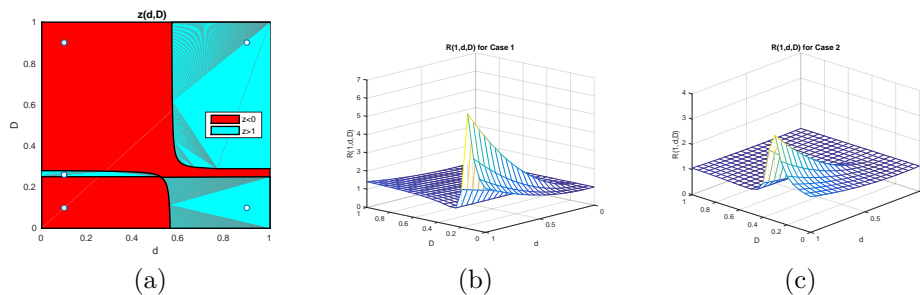 z(d,D)
1
0.8
0.6
0.4
0.2
0
D
0 0.2 0.4 0.6 0.8 1
d
z<0
z>1
(a)
R(1,d,D) for Case 1
7
6
5
4
3
2
1
0
R(1,d,D)
1 0.8 0.6 0.4 0.2 0
D
1 0.5 0
d
(b)
R(1,d,D) for Case 2
4
3
2
1
0
R(1,d,D)
1 0.8 0.6 0.4 0.2 0
D
1 0.5 0
d
(c)